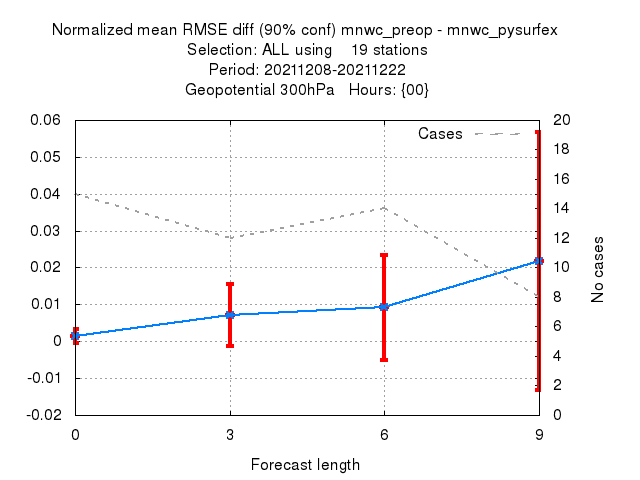 Normalized mean RMSE diff (90% conf) mnwc_preop - mnwc_pysurfex
Selection: ALL using    19 stations
Period: 20211208-20211222
Geopotential 300hPa   Hours: {00}
Cases
0.06
0.05
0.04
0.03
0.02
0.01
0
-0.01
-0.02
20
18
16
14
12
10
8
6
4
2
0
No cases
0 3 6 9
Forecast length